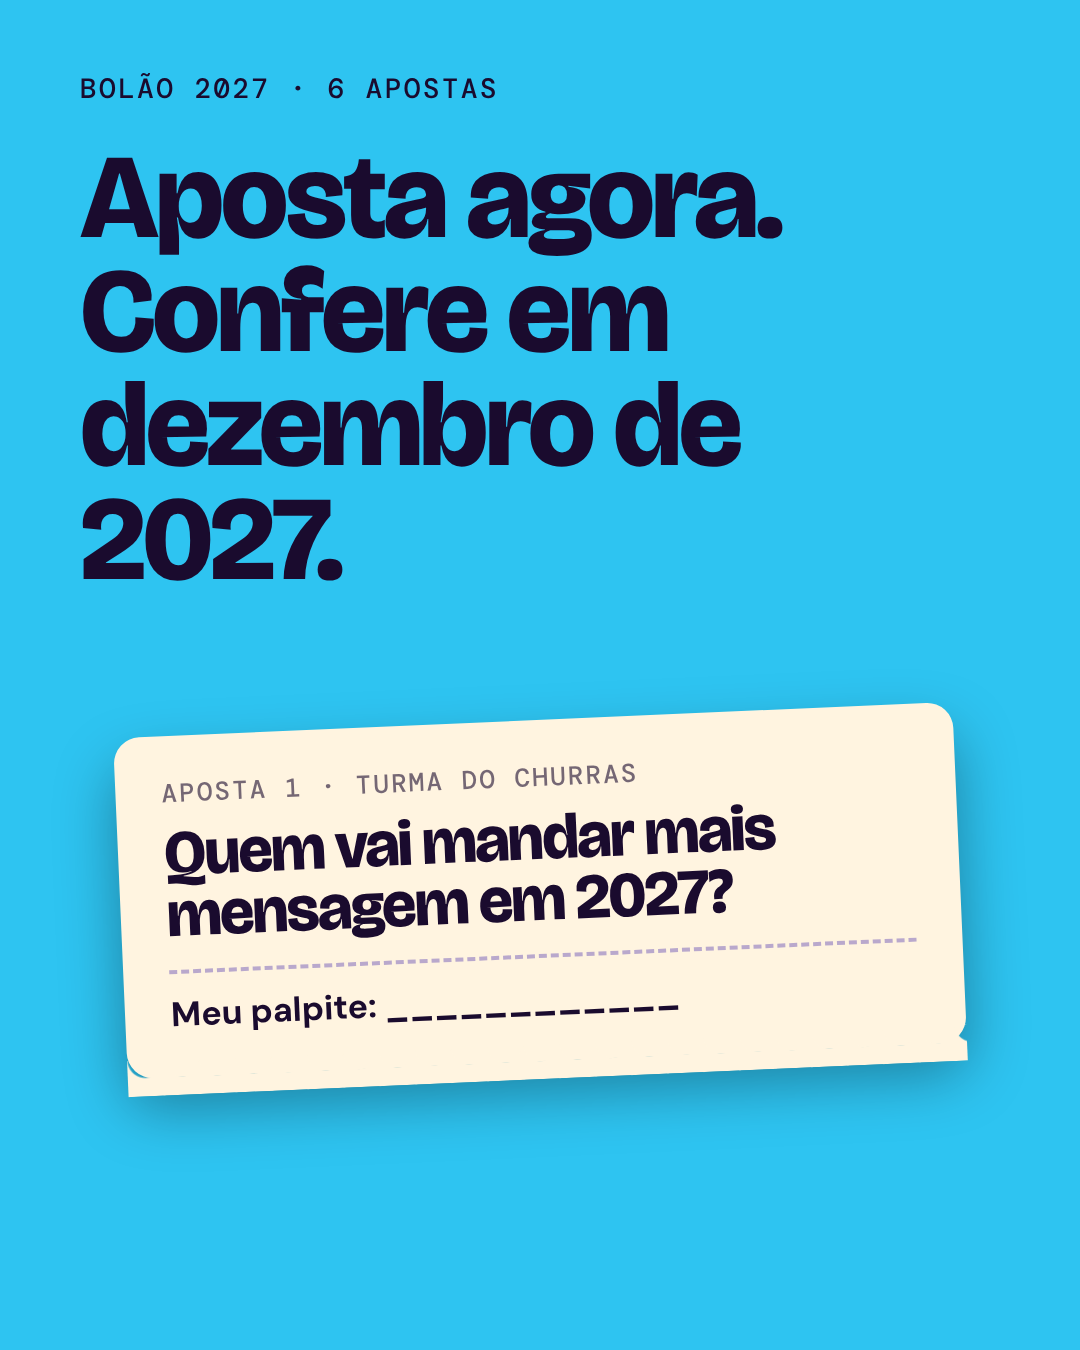 BOLÃO 2027 · 6 APOSTAS
Aposta agora.
Confere em
dezembro de
2027.
APOSTA 1 · TURMA DO CHURRAS
Quem vai mandar mais
mensagem em 2027?
Meu palpite: ____________